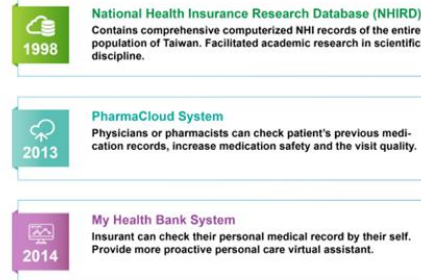 National Health Insurance Research Database (NHIRD)
Contains comprehensive computerized NHI records of the entire
population of Taiwan. Facilitated academic research in scientific
discipline.
1998
PharmaCloud System
Physicians or pharmacists can check patient's previous medi-
cation records, increase medication safety and the visit quality.
2013
My Health Bank System
Insurant can check their personal medical record by their self.
Provide more proactive personal care virtual assistant.
2014